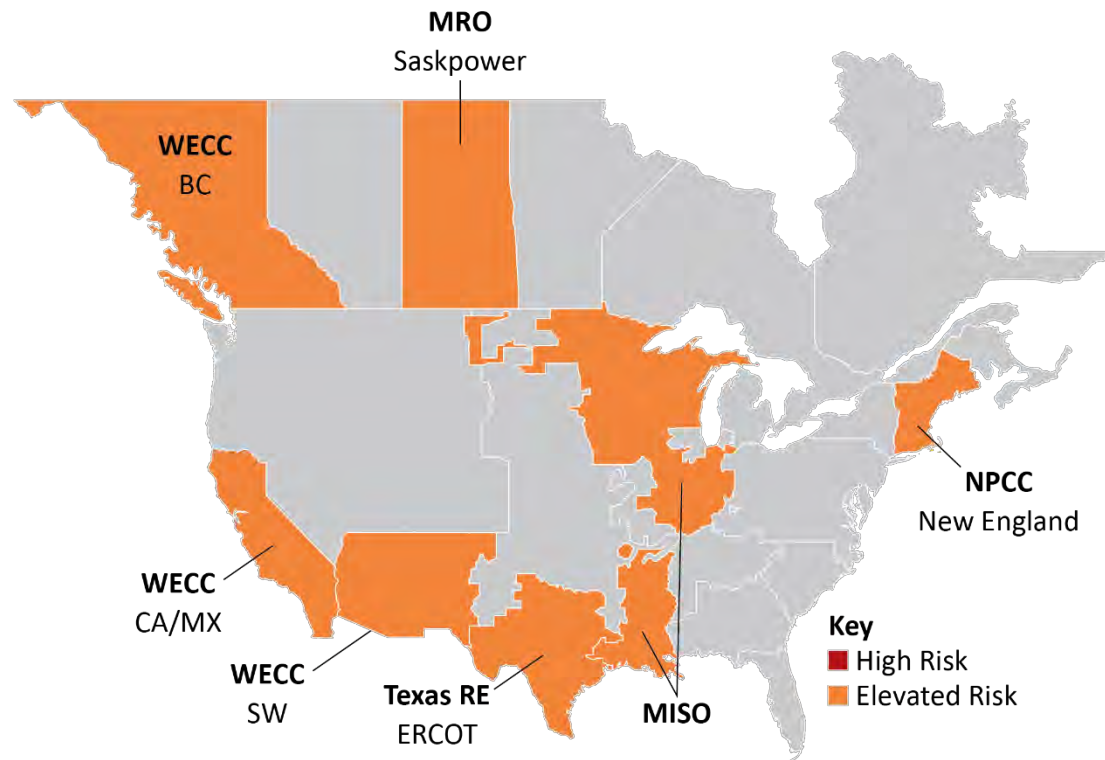 MRO
Saskpower
WECC
BC
NPCC
New England
WECC
CA/MX
WECC
SW
Texas RE
ERCOT
MISO
Key
High Risk
Elevated Risk